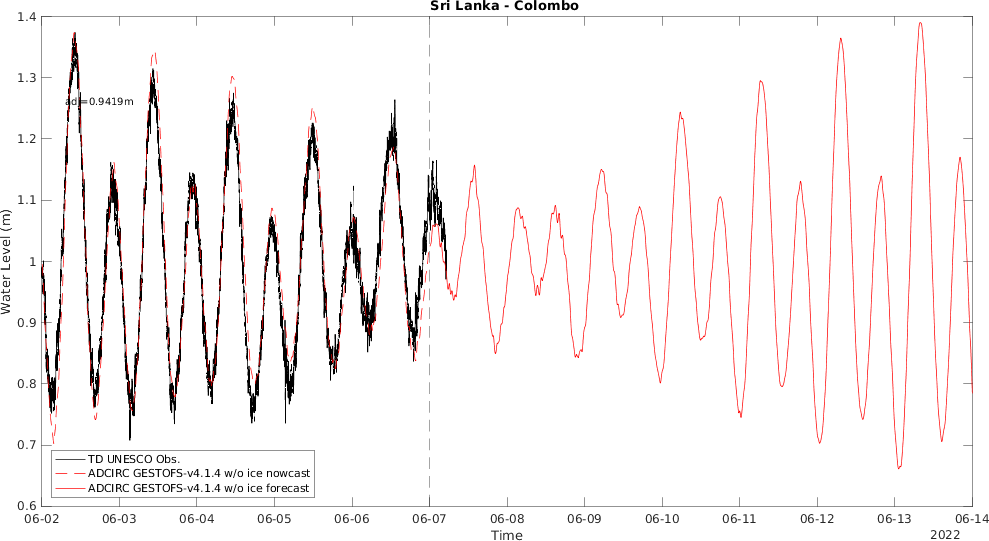 Sri Lanka - Colombo
1.4
1.3
1.2
1.1
1
0.9
0.8
0.7
0.6
Water Level (m)
adj=0.9419m
TD UNESCO Obs.
ADCIRC GESTOFS-v4.1.4 w/o ice nowcast
ADCIRC GESTOFS-v4.1.4 w/o ice forecast
06-02 06-03 06-04 06-05 06-06 06-07 06-08 06-09 06-10 06-11 06-12 06-13 06-14
Time
2022